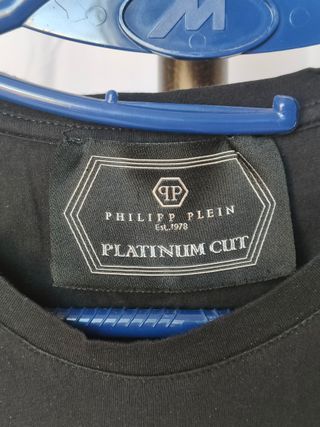 M
PP
PHILIPP PLEIN
Est.1978
PLATINUM CUT